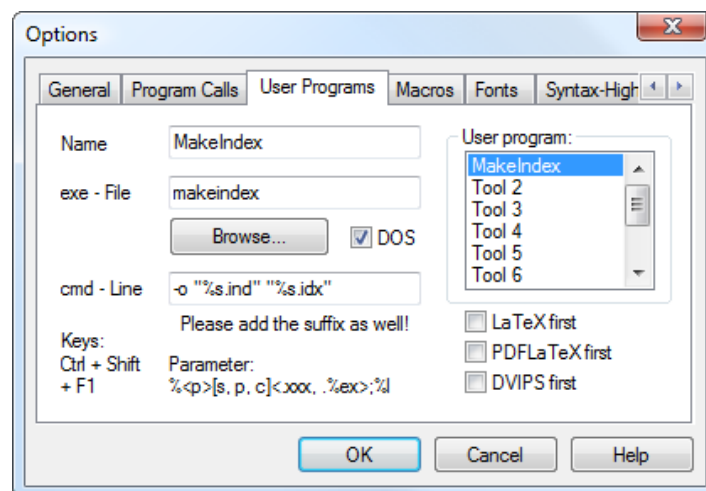 Options
General Program Calls User Programs Macros Fonts Syntax-High
Name MakeIndex
exe - File makeindex
Browse... DOS
cmd - Line -o "%s.ind" "%s.idx"
Please add the suffix as well!
Keys:
Ctrl + Shift
+ F1
Parameter:
%<p>[s, p, c]<.xxx, .%ex>;%l
User program:
MakeIndex
Tool 2
Tool 3
Tool 4
Tool 5
Tool 6
LaTeX first
PDFLaTeX first
DVIPS first
OK Cancel Help